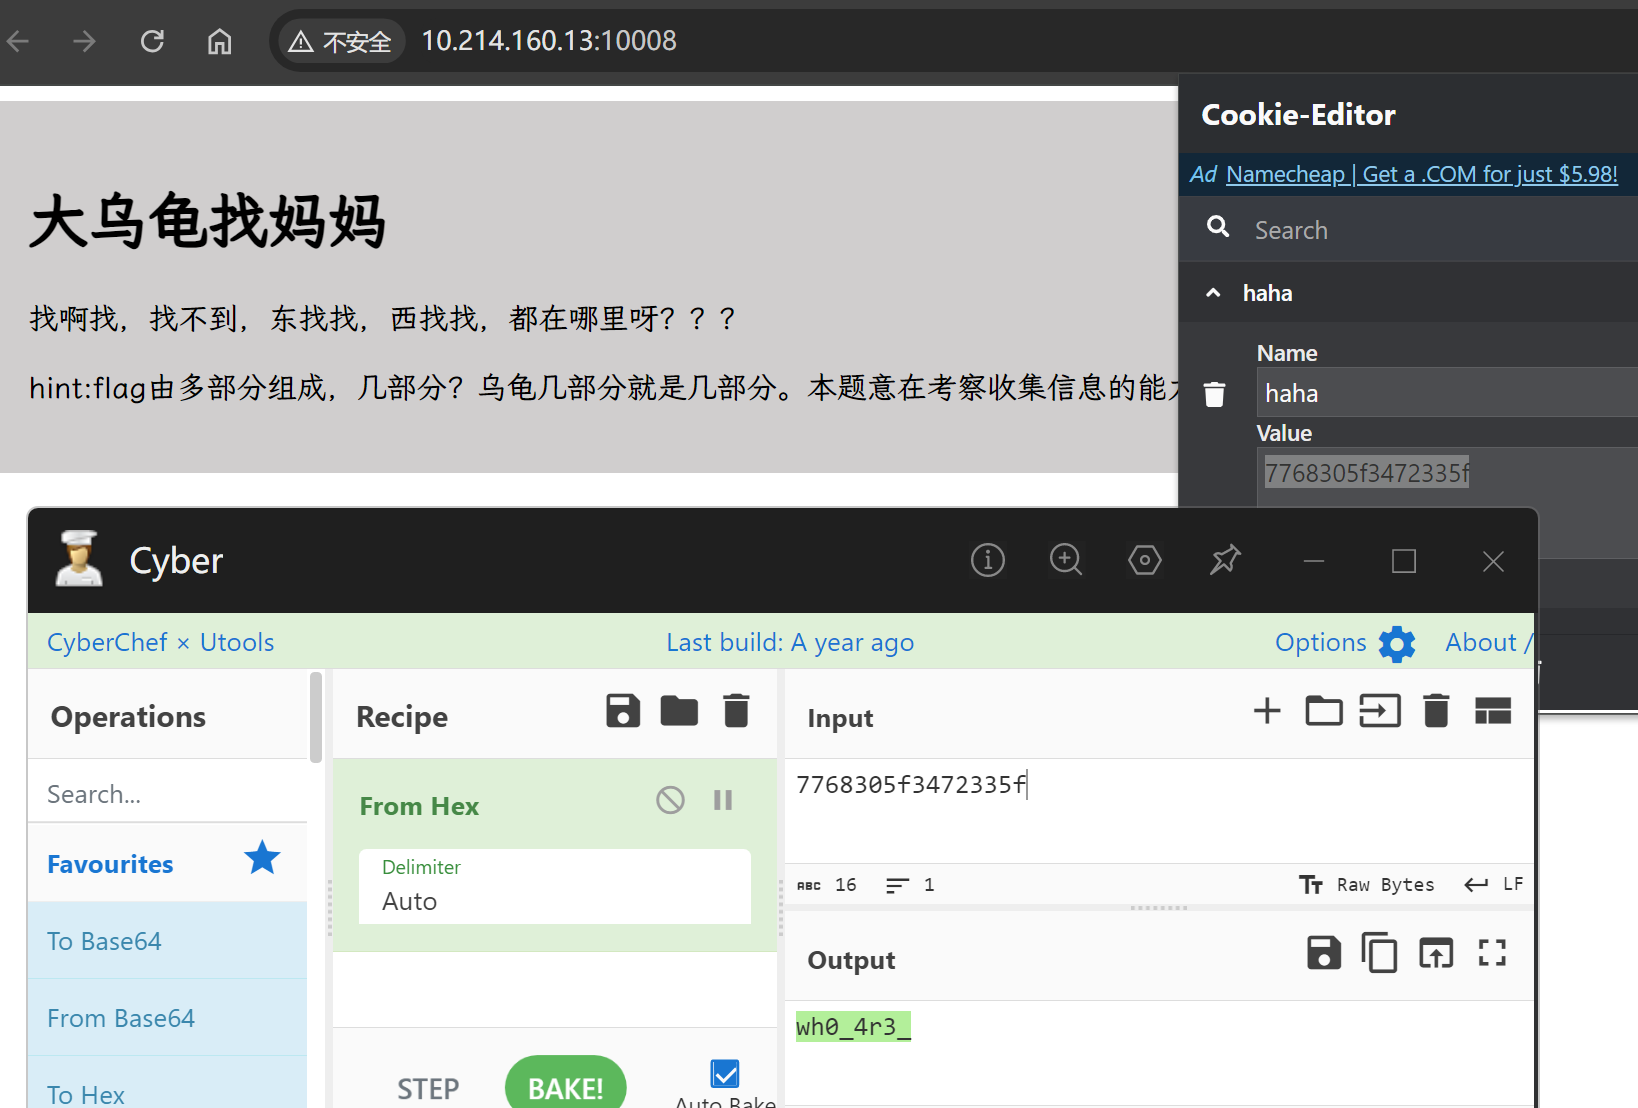 不安全 10.214.160.13:10008
大乌龟找妈妈
找啊找，找不到，东找找，西找找，都在哪里呀？？？
hint:flag由多部分组成，几部分？乌龟几部分就是几部分。本题意在考察收集信息的能
Cookie-Editor
Ad Namecheap | Get a .COM for just $5.98!
Search
haha
Name
haha
Value
7768305f3472335f
Cyber
CyberChef × Utools
Last build: A year ago
Options
About /
Operations
Search...
Favourites
To Base64
From Base64
To Hex
Recipe
From Hex
Delimiter
Auto
STEP
BAKE!
Auto Bake
Input
7768305f3472335f
ABC 16 1
Raw Bytes LF
Output
wh0_4r3_